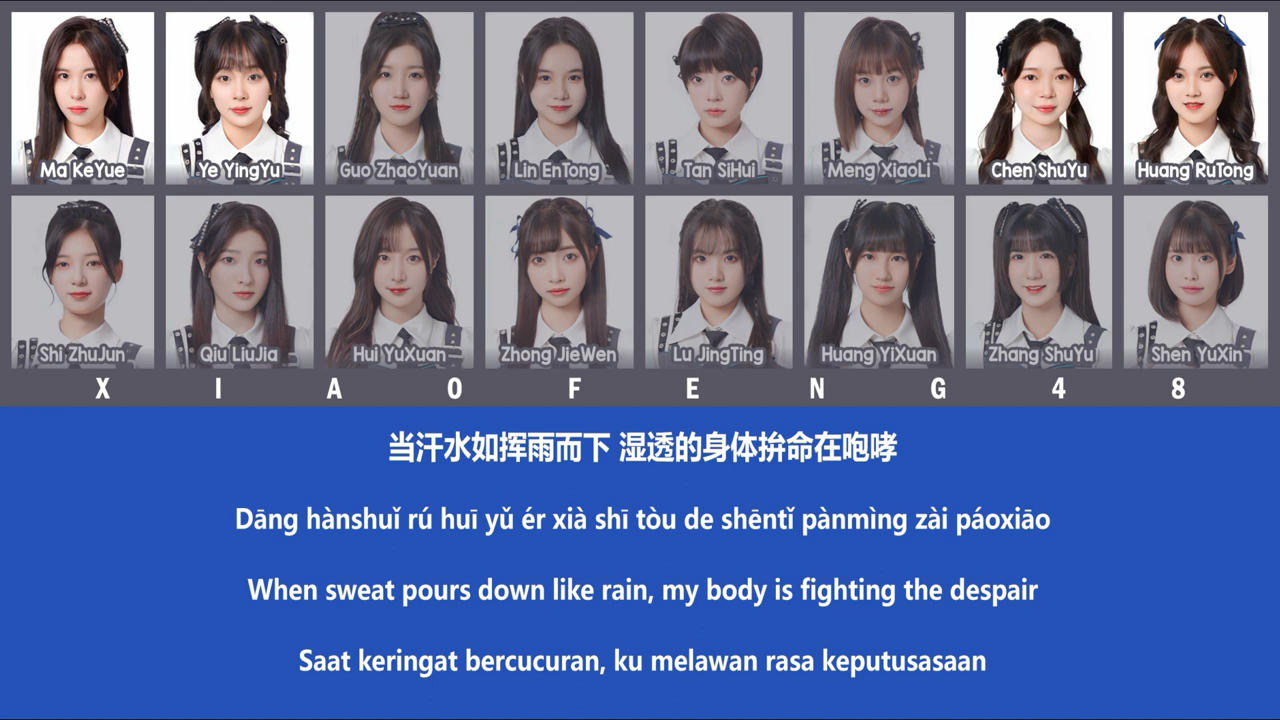 Ma KeYue Ye YingYu Guo ZhaoYuan Lin EnTong Tan SiHui Meng XiaoLi Chen ShuYu Huang RuTong
Shi ZhuJun Qiu LiuJia Hui YuXuan Zhong JieWen Lu JingTing Huang YiXuan Zhang ShuYu Shen YuXin
X I A O F E N G 4 8
当汗水如挥雨而下 湿透的身体拚命在咆哮
Dāng hànshuǐ rú huī yǔ ér xià shī tòu de shēntǐ pànmìng zài páoxiāo
When sweat pours down like rain, my body is fighting the despair
Saat keringat bercucuran, ku melawan rasa keputusasaan